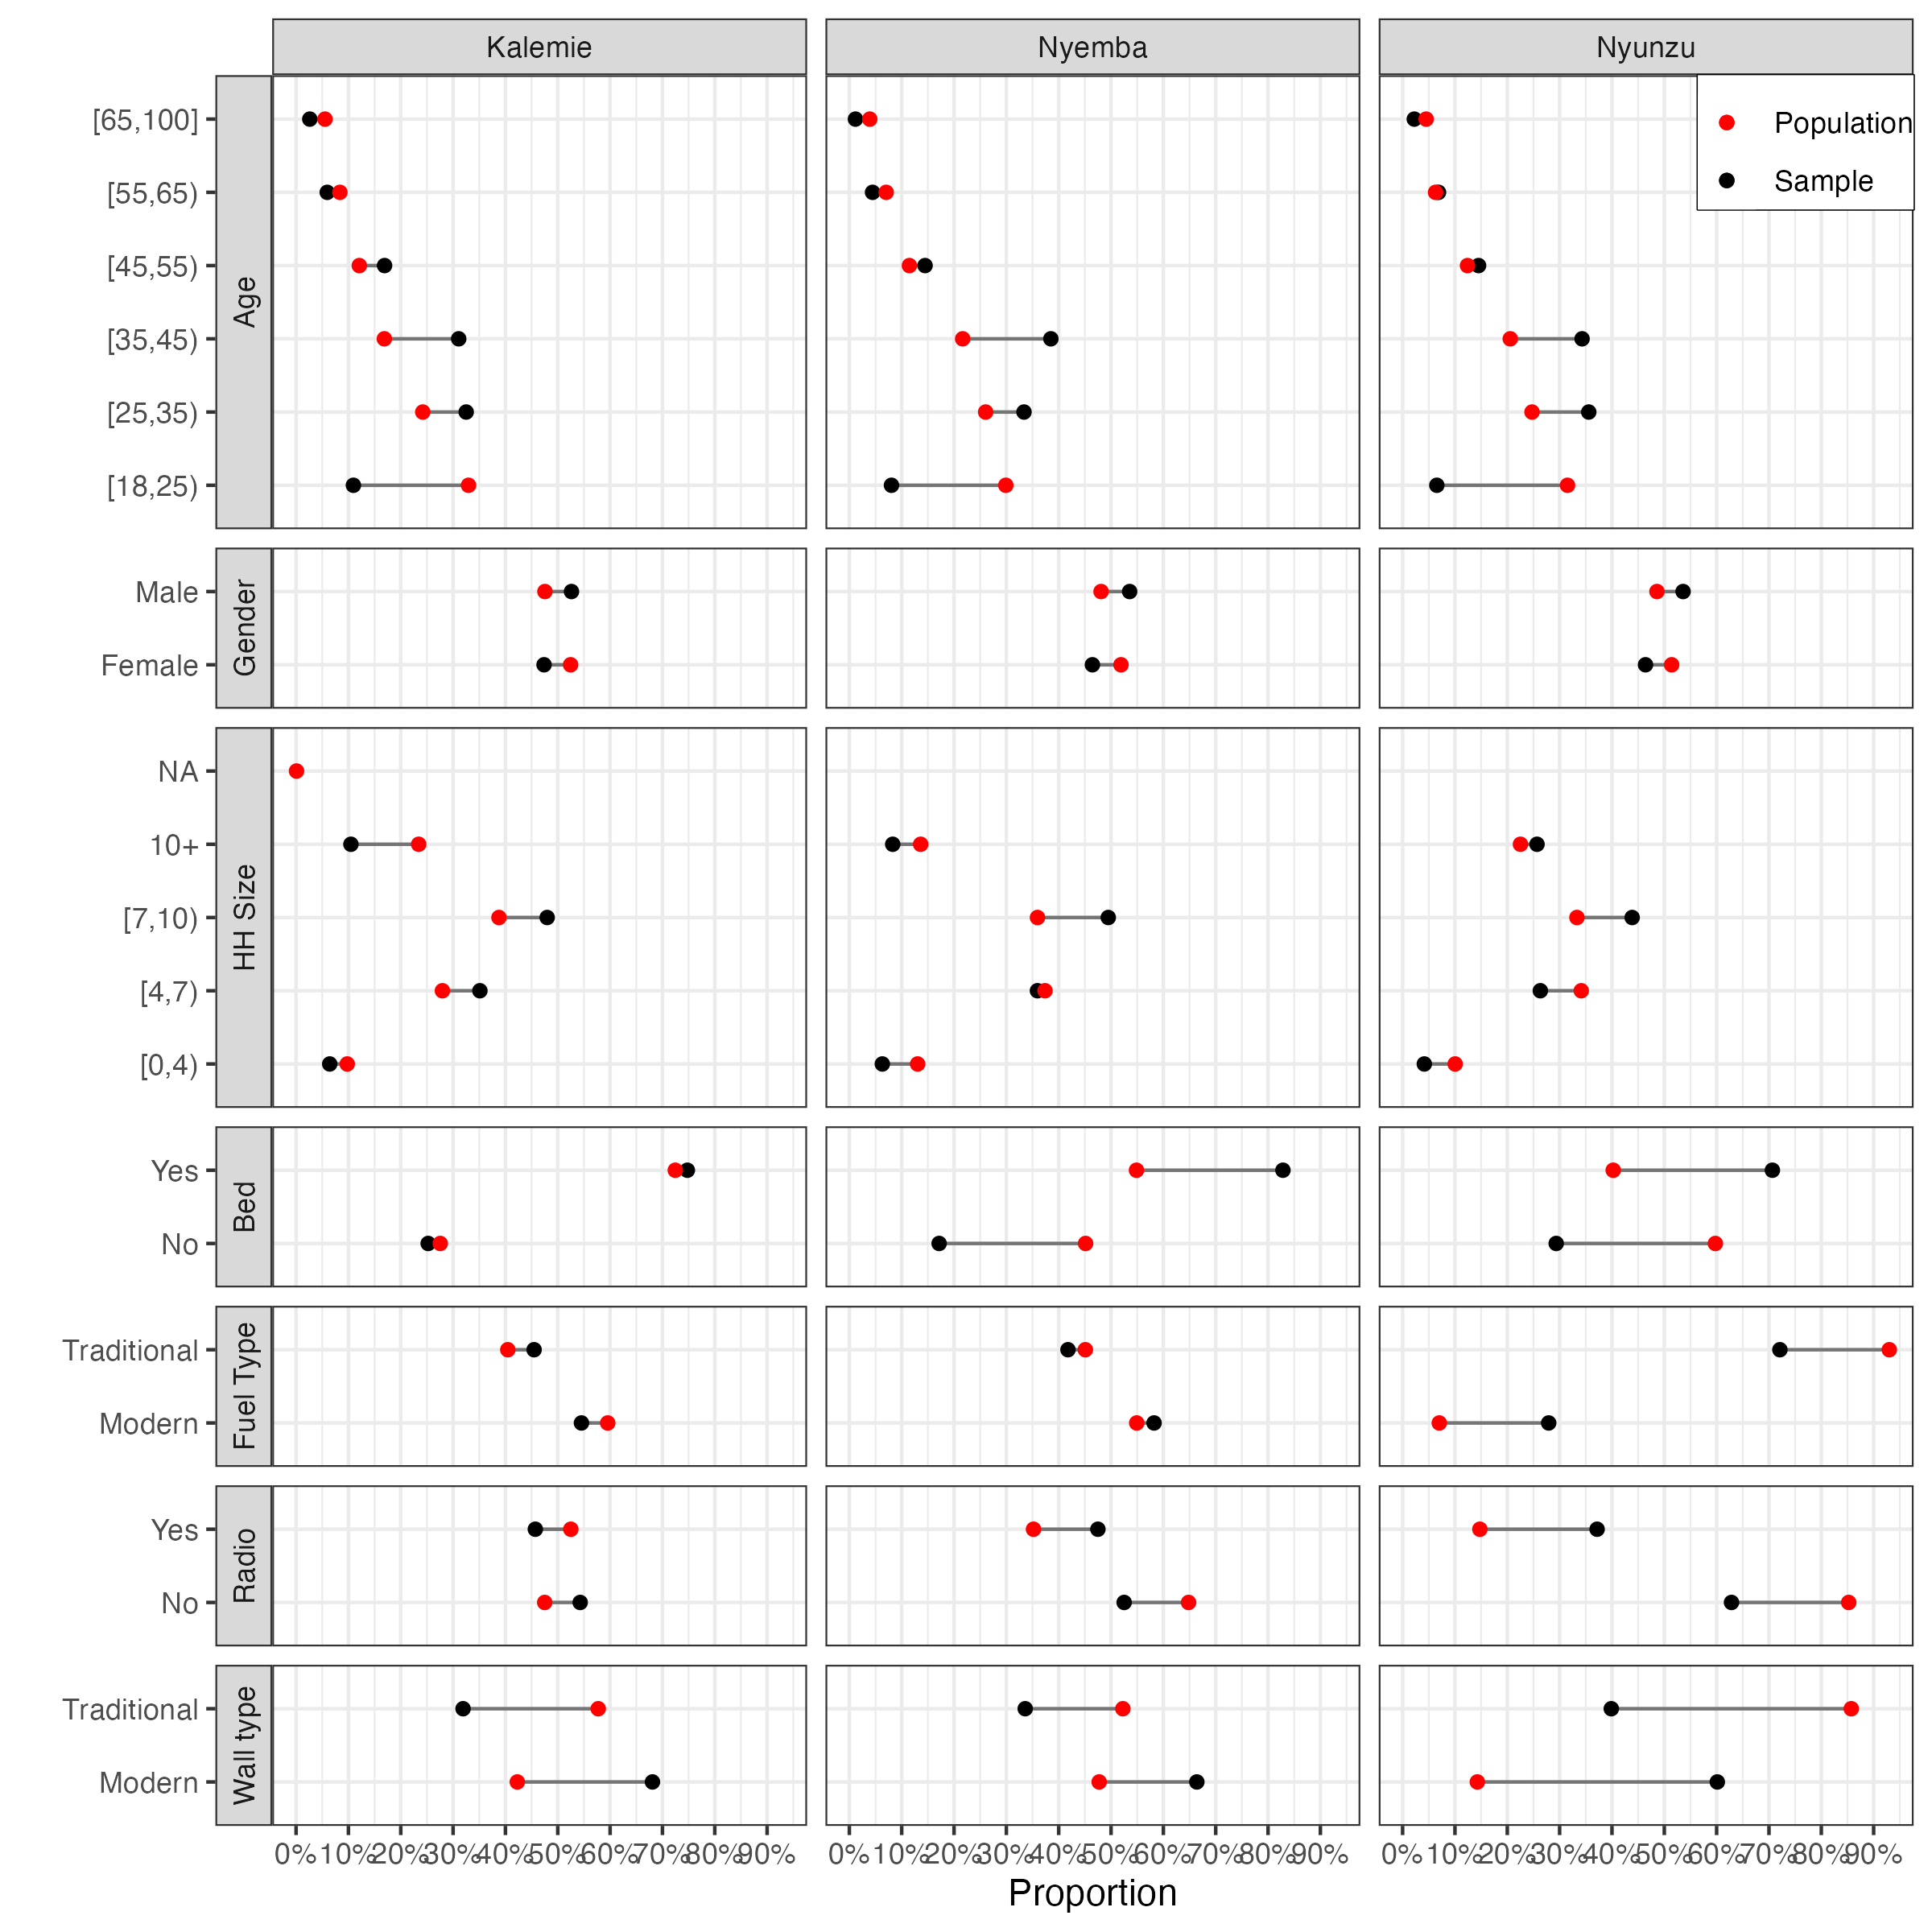 Kalemie
Nyemba
Nyunzu
Population
Sample
Age
[65,100]
[55,65)
[45,55)
[35,45)
[25,35)
[18,25)
Gender
Male
Female
HH Size
NA
10+
[7,10)
[4,7)
[0,4)
Bed
Yes
No
Fuel Type
Traditional
Modern
Radio
Yes
No
Wall type
Traditional
Modern
0% 10% 20% 30% 40% 50% 60% 70% 80% 90%
0% 10% 20% 30% 40% 50% 60% 70% 80% 90%
0% 10% 20% 30% 40% 50% 60% 70% 80% 90%
Proportion